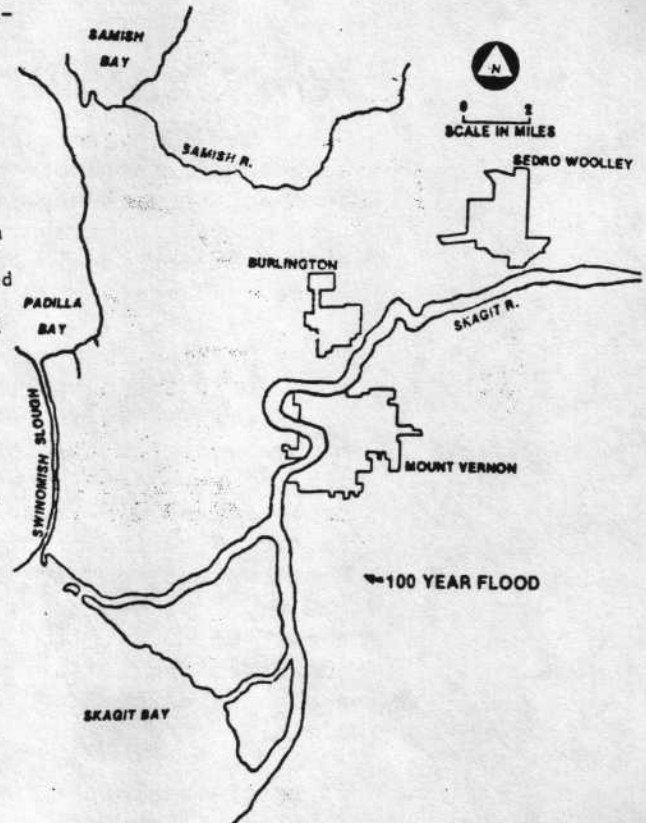 SAMISH
BAY
N
0 2
SCALE IN MILES
SAMISH R.
SEDRO WOOLLEY
BURLINGTON
PADILLA
BAY
SKAGIT R.
SWINOMISH SLOUGH
MOUNT VERNON
100 YEAR FLOOD
SKAGIT BAY